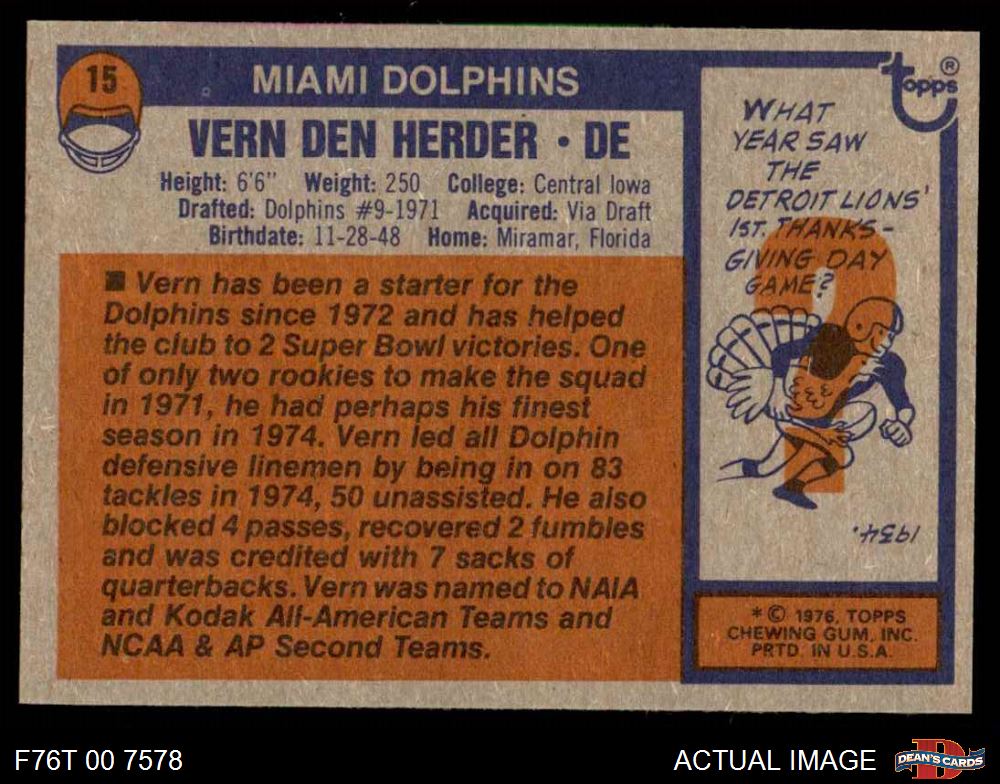 15
MIAMI DOLPHINS
VERN DEN HERDER • DE
Height: 6'6" Weight: 250 College: Central Iowa
Drafted: Dolphins #9-1971 Acquired: Via Draft
Birthdate: 11-28-48 Home: Miramar, Florida
■ Vern has been a starter for the
Dolphins since 1972 and has helped
the club to 2 Super Bowl victories. One
of only two rookies to make the squad
in 1971, he had perhaps his finest
season in 1974. Vern led all Dolphin
defensive linemen by being in on 83
tackles in 1974, 50 unassisted. He also
blocked 4 passes, recovered 2 fumbles
and was credited with 7 sacks of
quarterbacks. Vern was named to NAIA
and Kodak All-American Teams and
NCAA & AP Second Teams.
Topps ®
WHAT
YEAR SAW
THE
DETROIT LIONS'
1ST. THANKS-
GIVING DAY
GAME?
1934.
* © 1976, TOPPS
CHEWING GUM, INC.
PRTD. IN U.S.A.
F76T 00 7578
ACTUAL IMAGE
D
DEAN'S CARDS